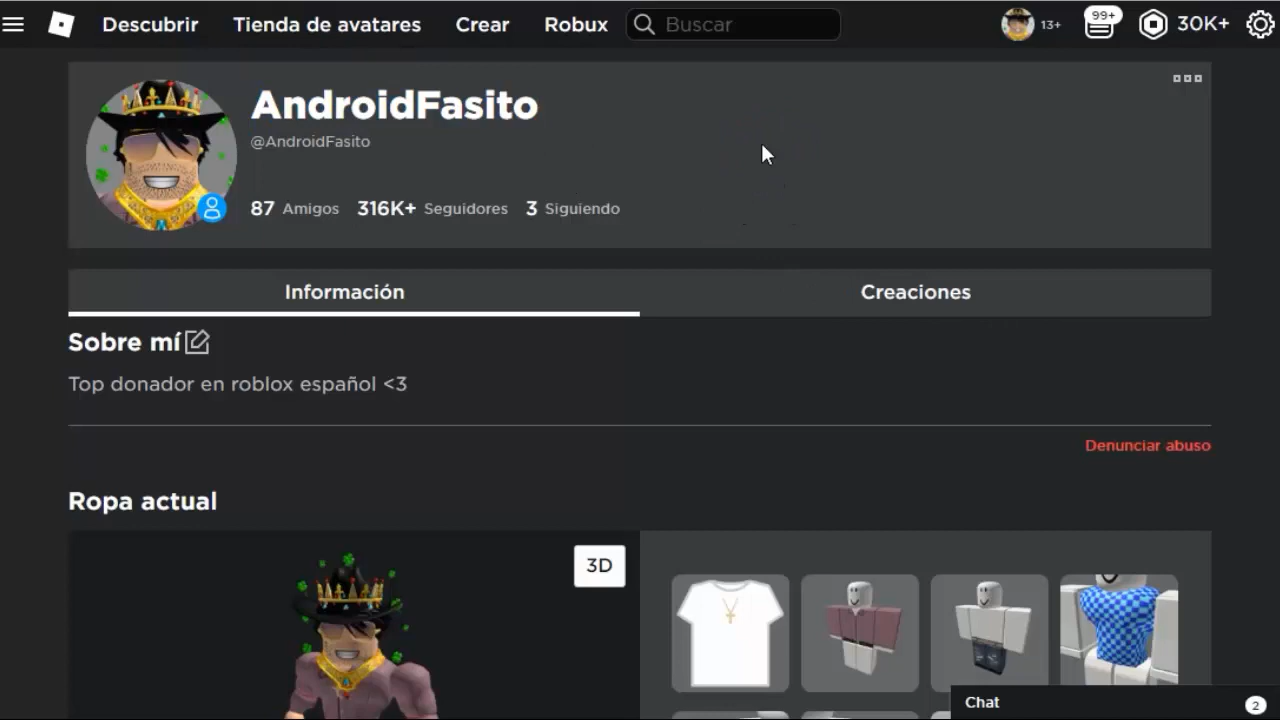 Descubrir Tienda de avatares Crear Robux Buscar 13+ 99+ 30K+
AndroidFasito
@AndroidFasito
87 Amigos 316K+ Seguidores 3 Siguiendo
Información Creaciones
Sobre mí
Top donador en roblox español <3
Denunciar abuso
Ropa actual
3D
Chat 2